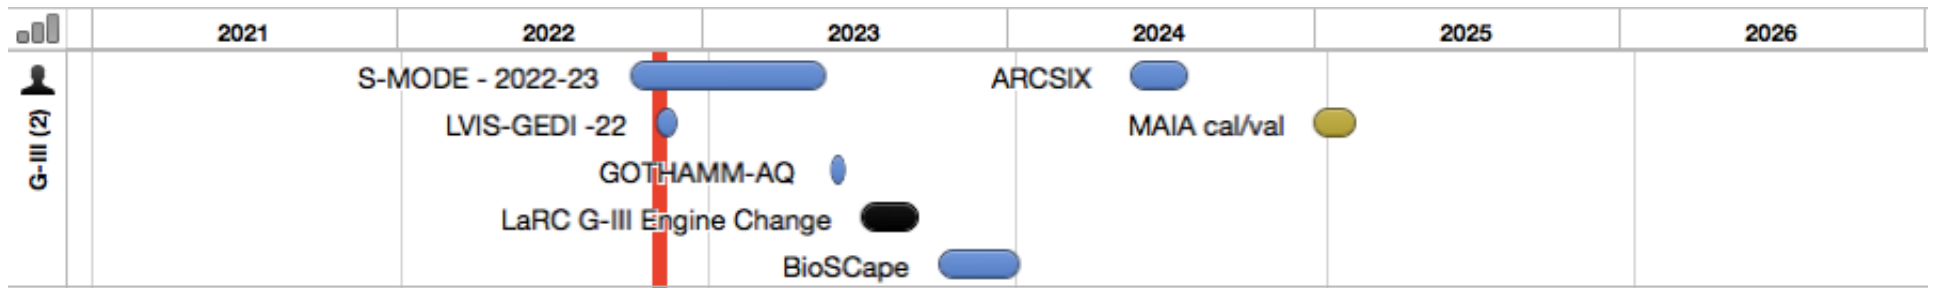 2021 2022 2023 2024 2025 2026
G-III (2)
S-MODE - 2022-23 ARCSIX
LVIS-GEDI -22 MAIA cal/val
GOTHAMM-AQ
LaRC G-III Engine Change
BioSCape